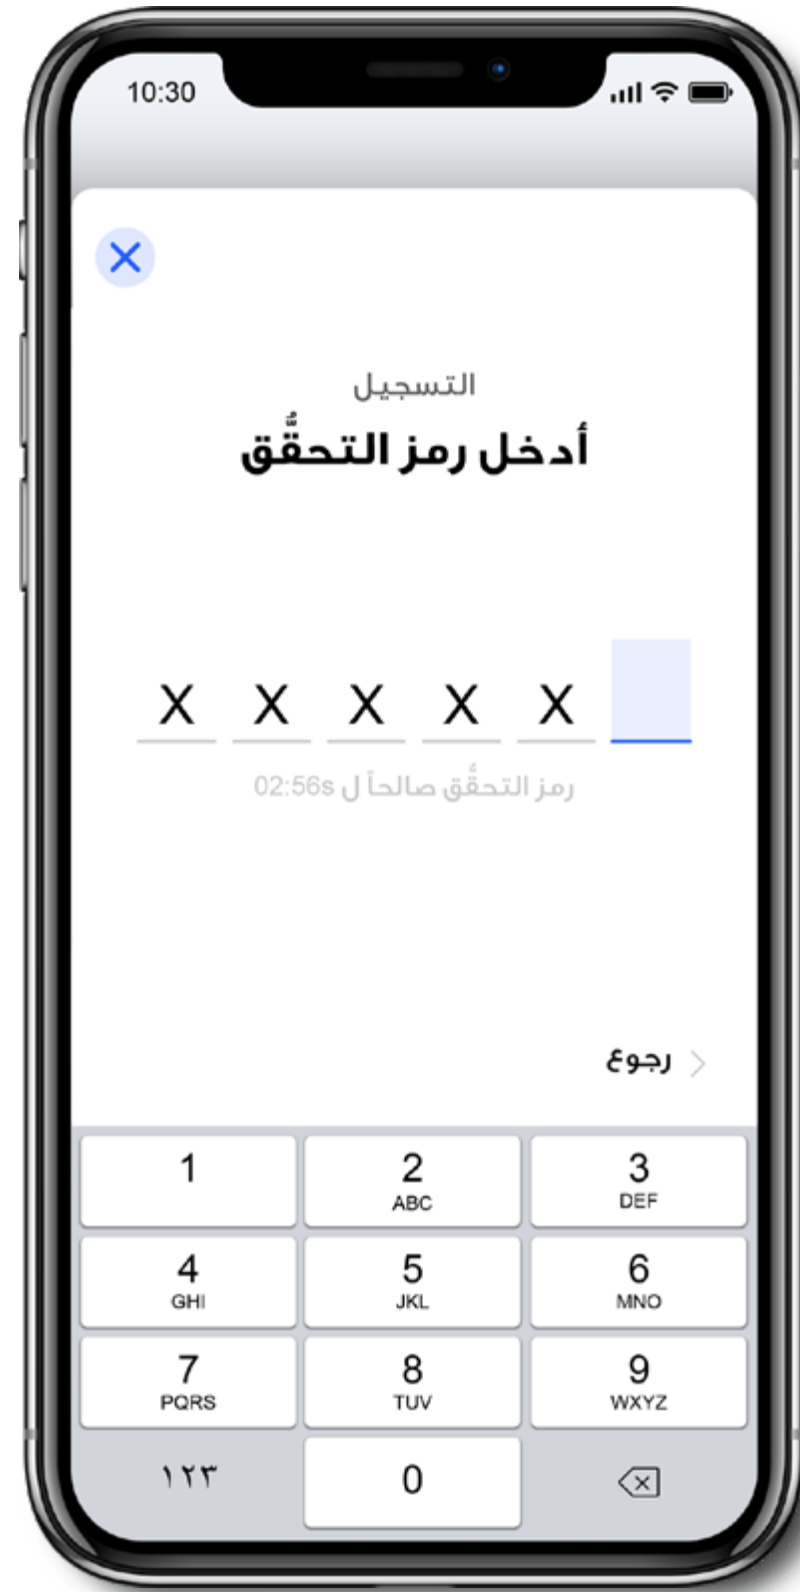 10:30
التسجيل
أدخل رمز التحقُّق
X X X X X
رمز التحقُّق صالحاً ل 02:56s
رجوع
1 2 3
ABC DEF
4 5 6
GHI JKL MNO
7 8 9
PQRS TUV WXYZ
١٢٣ 0